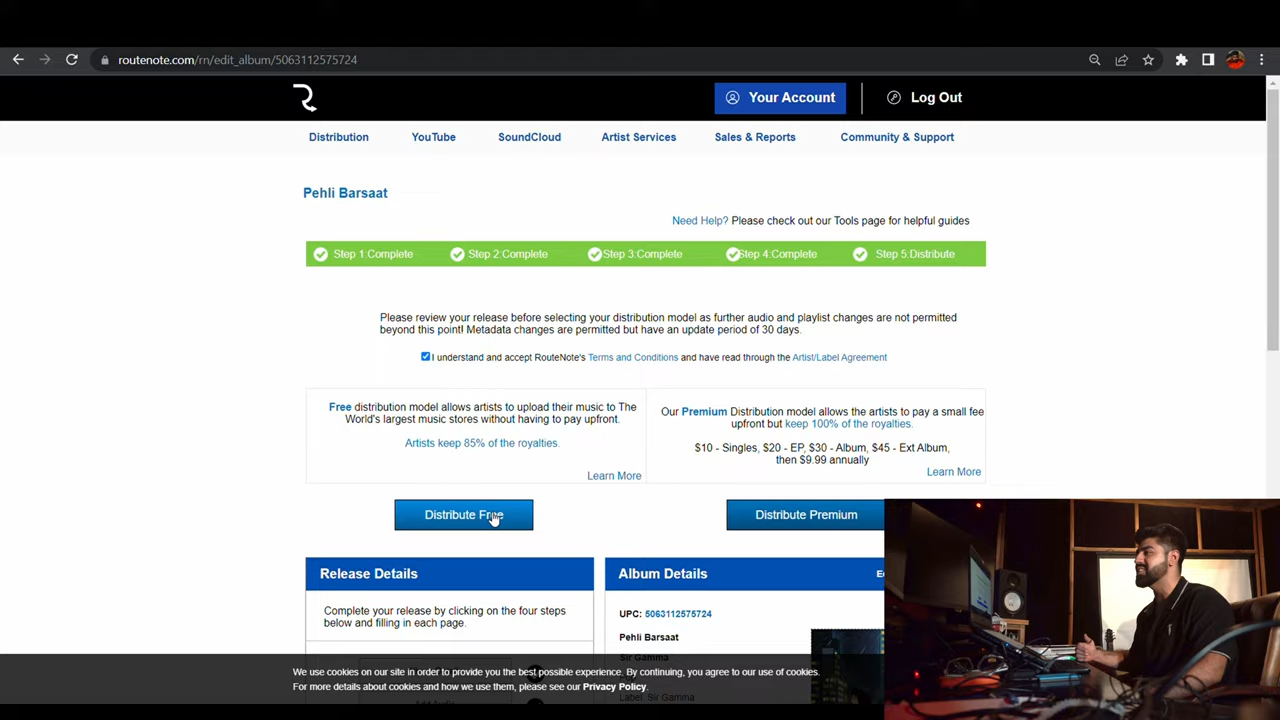 routenote.com/rn/edit_album/5063112575724
Your Account
Log Out
Distribution
YouTube
SoundCloud
Artist Services
Sales & Reports
Community & Support
Pehli Barsaat
Need Help? Please check out our Tools page for helpful guides
Step 1:Complete
Step 2:Complete
Step 3:Complete
Step 4:Complete
Step 5:Distribute
Please review your release before selecting your distribution model as further audio and playlist changes are not permitted
beyond this point! Metadata changes are permitted but have an update period of 30 days.
I understand and accept RouteNote's Terms and Conditions and have read through the Artist/Label Agreement
Free distribution model allows artists to upload their music to The
World's largest music stores without having to pay upfront.
Artists keep 85% of the royalties.
Learn More
Our Premium Distribution model allows the artists to pay a small fee
upfront but keep 100% of the royalties.
$10 - Singles, $20 - EP, $30 - Album, $45 - Ext Album,
then $9.99 annually
Learn More
Distribute Free
Distribute Premium
Release Details
Complete your release by clicking on the four steps
below and filling in each page.
Album Details
UPC: 5063112575724
Pehli Barsaat
Sir Gamma
Label: Sir Gamma
We use cookies on our site in order to provide you the best possible experience. By continuing, you agree to our use of cookies.
For more details about cookies and how we use them, please see our Privacy Policy.